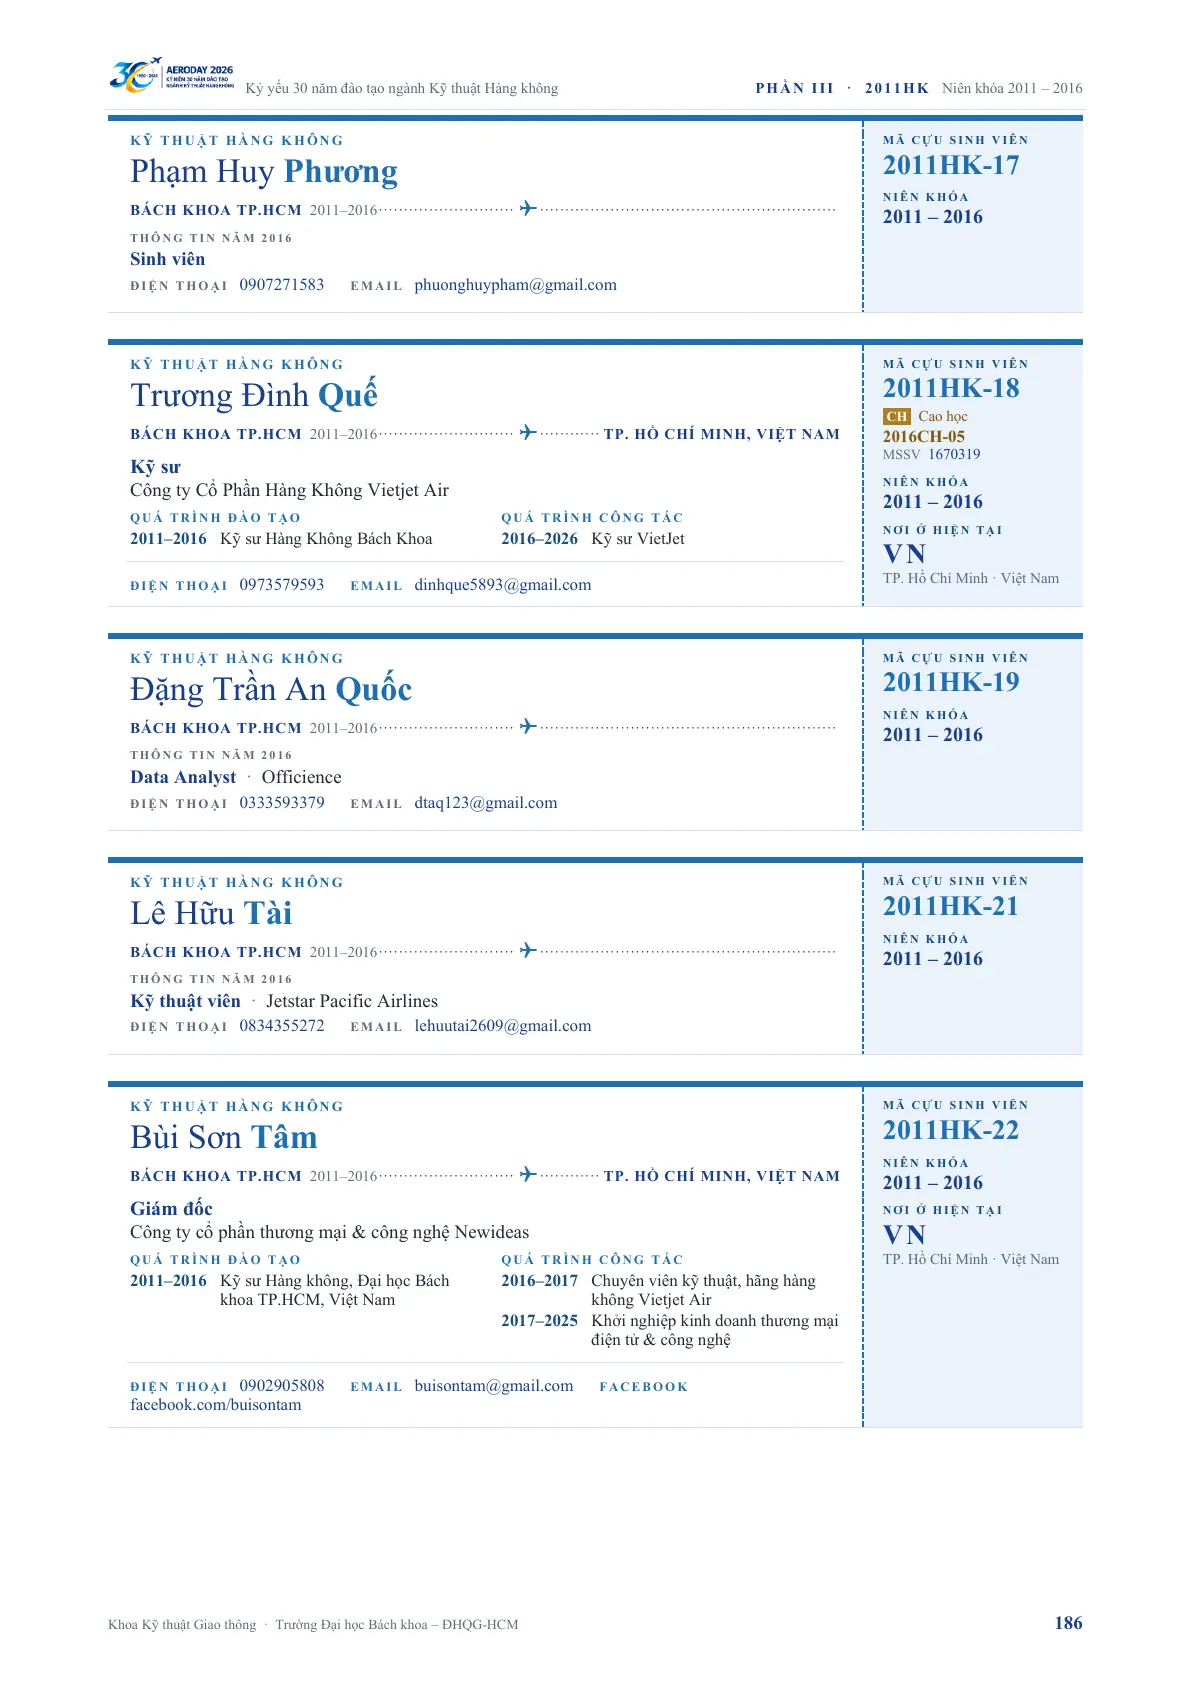 AERODAY 2026
1996 - 2026
KỶ NIỆM 30 NĂM ĐÀO TẠO
NGÀNH KỸ THUẬT HÀNG KHÔNG
Kỷ yếu 30 năm đào tạo ngành Kỹ thuật Hàng không
PHẦN III · 2011HK Niên khóa 2011 – 2016
KỸ THUẬT HÀNG KHÔNG
Phạm Huy Phương
BÁCH KHOA TP.HCM 2011–2016
THÔNG TIN NĂM 2016
Sinh viên
ĐIỆN THOẠI 0907271583 EMAIL phuonghuypham@gmail.com
MÃ CỰU SINH VIÊN
2011HK-17
NIÊN KHÓA
2011 – 2016
KỸ THUẬT HÀNG KHÔNG
Trương Đình Quế
BÁCH KHOA TP.HCM 2011–2016 TP. HỒ CHÍ MINH, VIỆT NAM
Kỹ sư
Công ty Cổ Phần Hàng Không Vietjet Air
QUÁ TRÌNH ĐÀO TẠO
2011–2016 Kỹ sư Hàng Không Bách Khoa
QUÁ TRÌNH CÔNG TÁC
2016–2026 Kỹ sư VietJet
ĐIỆN THOẠI 0973579593 EMAIL dinhque5893@gmail.com
MÃ CỰU SINH VIÊN
2011HK-18
CH Cao học
2016CH-05
MSSV 1670319
NIÊN KHÓA
2011 – 2016
NƠI Ở HIỆN TẠI
VN
TP. Hồ Chí Minh · Việt Nam
KỸ THUẬT HÀNG KHÔNG
Đặng Trần An Quốc
BÁCH KHOA TP.HCM 2011–2016
THÔNG TIN NĂM 2016
Data Analyst · Officience
ĐIỆN THOẠI 0333593379 EMAIL dtaq123@gmail.com
MÃ CỰU SINH VIÊN
2011HK-19
NIÊN KHÓA
2011 – 2016
KỸ THUẬT HÀNG KHÔNG
Lê Hữu Tài
BÁCH KHOA TP.HCM 2011–2016
THÔNG TIN NĂM 2016
Kỹ thuật viên · Jetstar Pacific Airlines
ĐIỆN THOẠI 0834355272 EMAIL lehuutai2609@gmail.com
MÃ CỰU SINH VIÊN
2011HK-21
NIÊN KHÓA
2011 – 2016
KỸ THUẬT HÀNG KHÔNG
Bùi Sơn Tâm
BÁCH KHOA TP.HCM 2011–2016 TP. HỒ CHÍ MINH, VIỆT NAM
Giám đốc
Công ty cổ phần thương mại & công nghệ Newideas
QUÁ TRÌNH ĐÀO TẠO
2011–2016 Kỹ sư Hàng không, Đại học Bách
khoa TP.HCM, Việt Nam
QUÁ TRÌNH CÔNG TÁC
2016–2017 Chuyên viên kỹ thuật, hãng hàng
không Vietjet Air
2017–2025 Khởi nghiệp kinh doanh thương mại
điện tử & công nghệ
ĐIỆN THOẠI 0902905808 EMAIL buisontam@gmail.com FACEBOOK
facebook.com/buisontam
MÃ CỰU SINH VIÊN
2011HK-22
NIÊN KHÓA
2011 – 2016
NƠI Ở HIỆN TẠI
VN
TP. Hồ Chí Minh · Việt Nam
Khoa Kỹ thuật Giao thông · Trường Đại học Bách khoa – ĐHQG-HCM
186